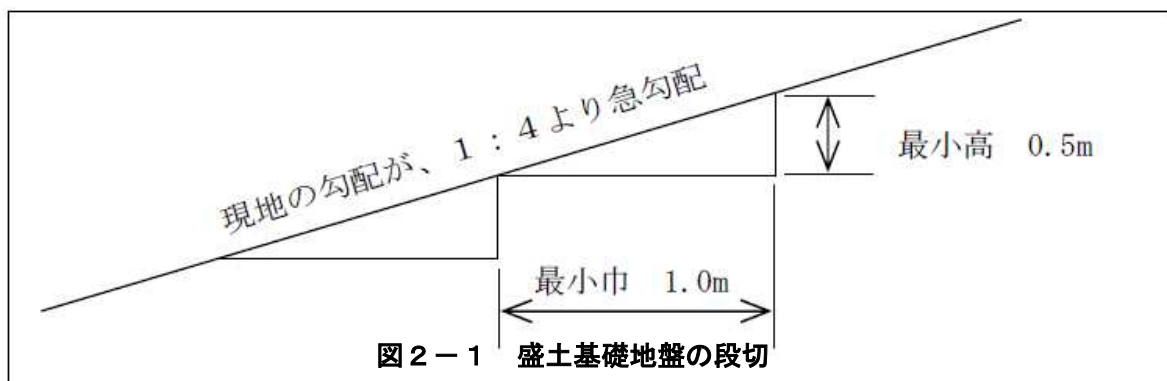 現地の勾配が、1：4より急勾配
最小高　0.5m
最小巾　1.0m
図２－１　盛土基礎地盤の段切